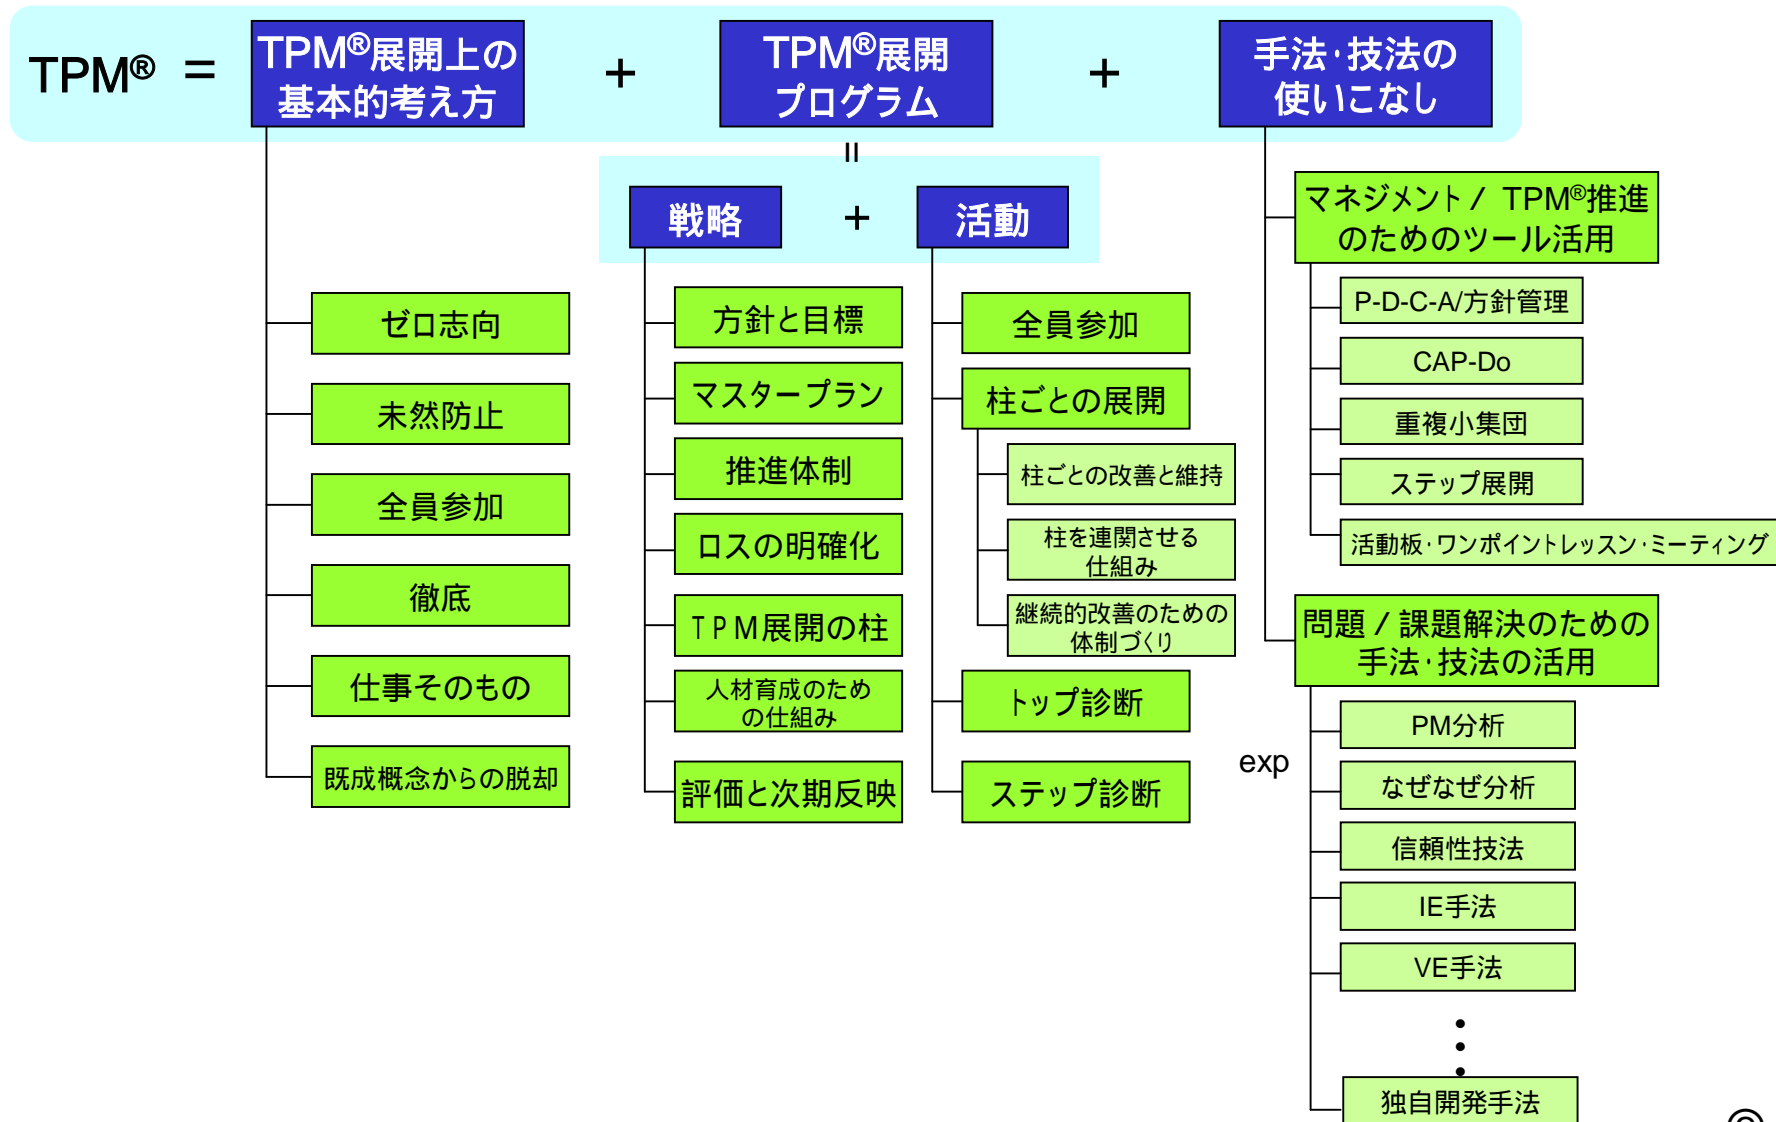 TPM® = TPM®展開上の
基本的考え方
+
TPM®展開
プログラム
+
手法・技法の
使いこなし
=
戦略
+
活動
ゼロ志向
未然防止
全員参加
徹底
仕事そのもの
既成概念からの脱却
方針と目標
マスタープラン
推進体制
ロスの明確化
TPM展開の柱
人材育成のため
の仕組み
評価と次期反映
全員参加
柱ごとの展開
柱ごとの改善と維持
柱を連関させる
仕組み
継続的改善のための
体制づくり
トップ診断
ステップ診断
マネジメント / TPM®推進
のためのツール活用
P-D-C-A/方針管理
CAP-Do
重複小集団
ステップ展開
活動板・ワンポイントレッスン・ミーティング
問題 / 課題解決のための
手法・技法の活用
exp
PM分析
なぜなぜ分析
信頼性技法
IE手法
VE手法
・
・
・
独自開発手法